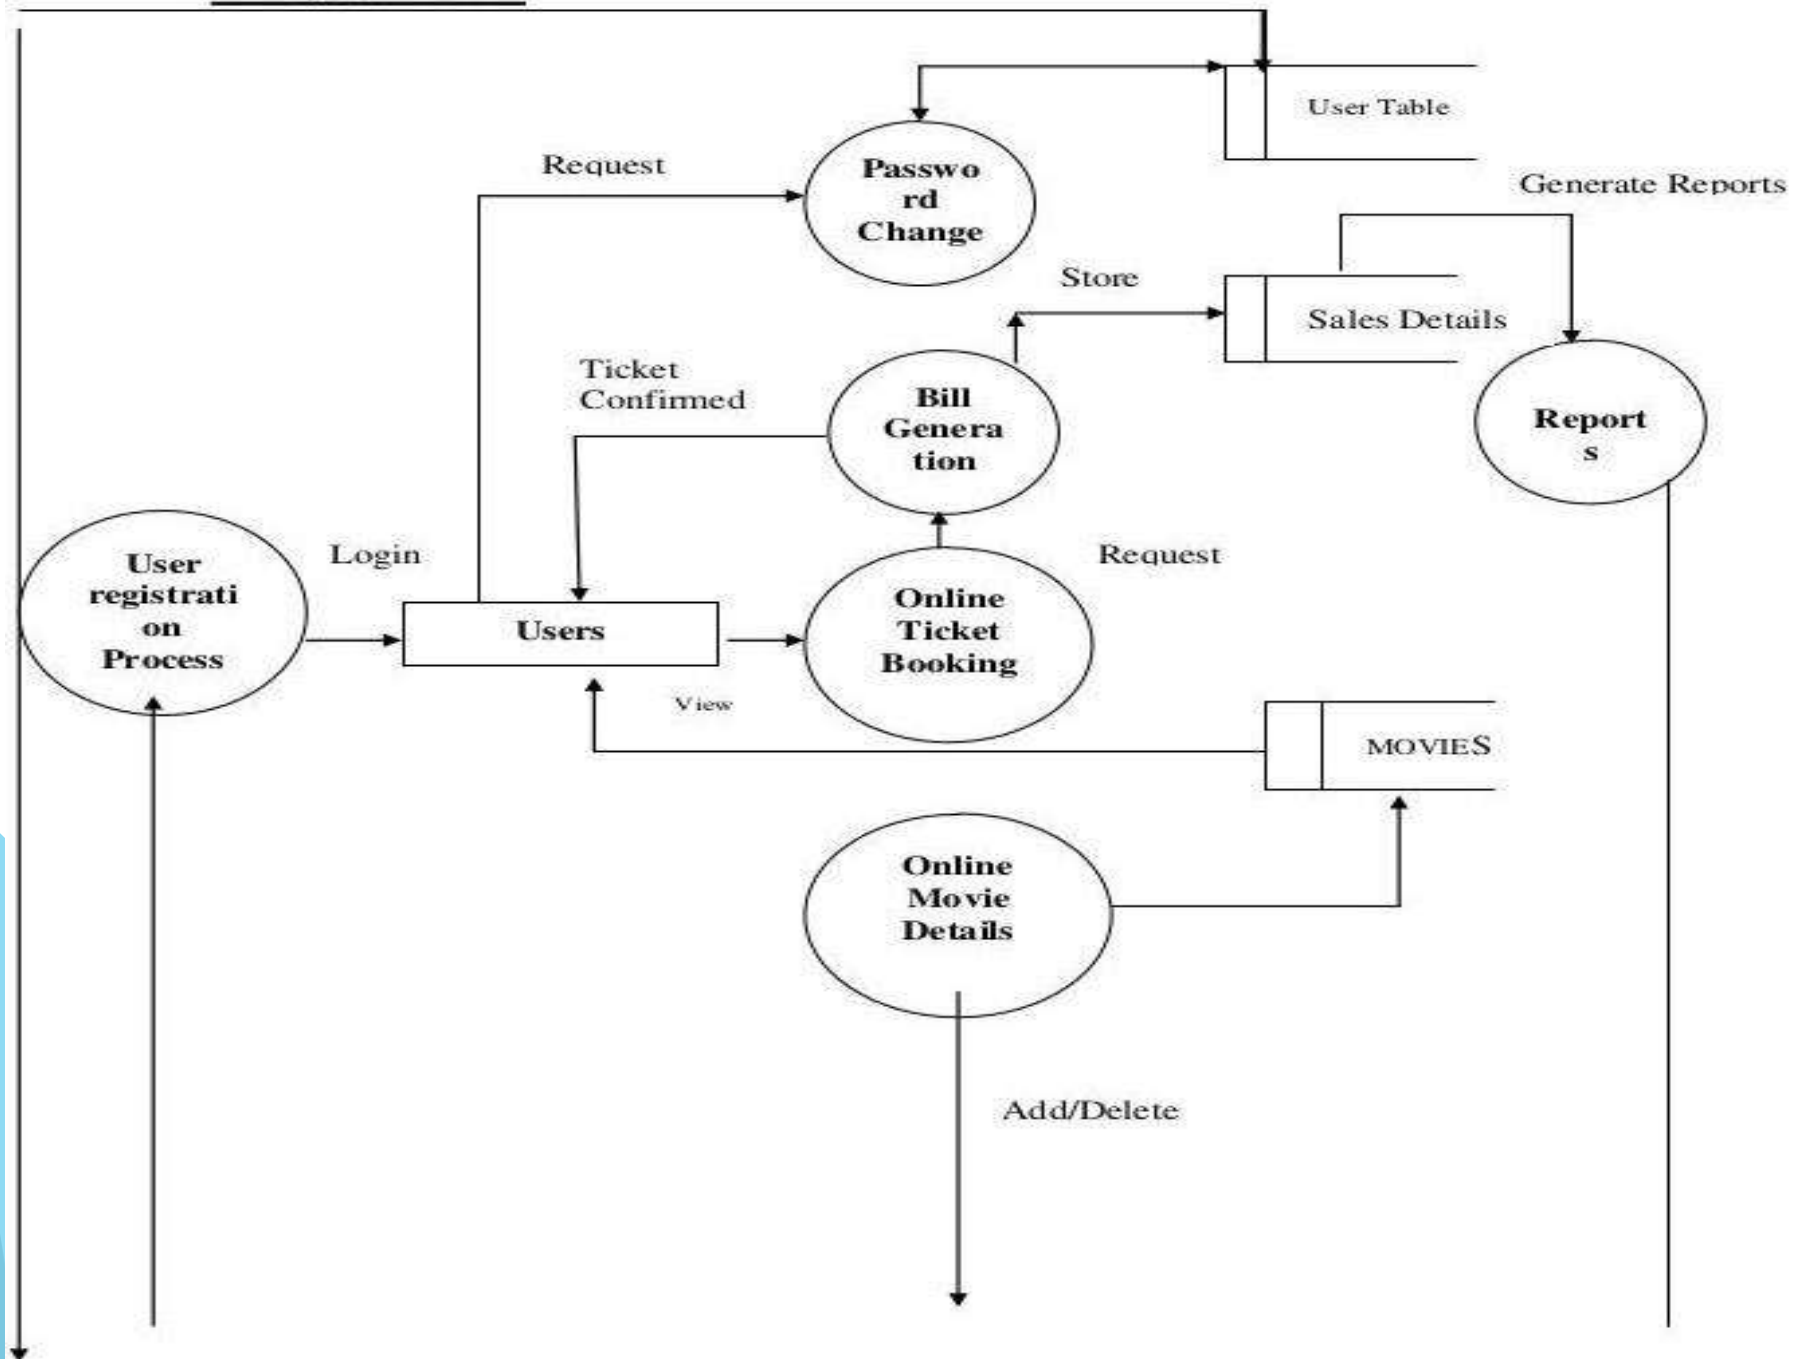 User Table
Request
Passwo
rd
Change
Generate Reports
Store
Sales Details
Ticket
Confirmed
Bill
Genera
tion
Report
s
User
registrati
on
Process
Login
Users
Online
Ticket
Booking
Request
View
MOVIES
Online
Movie
Details
Add/Delete